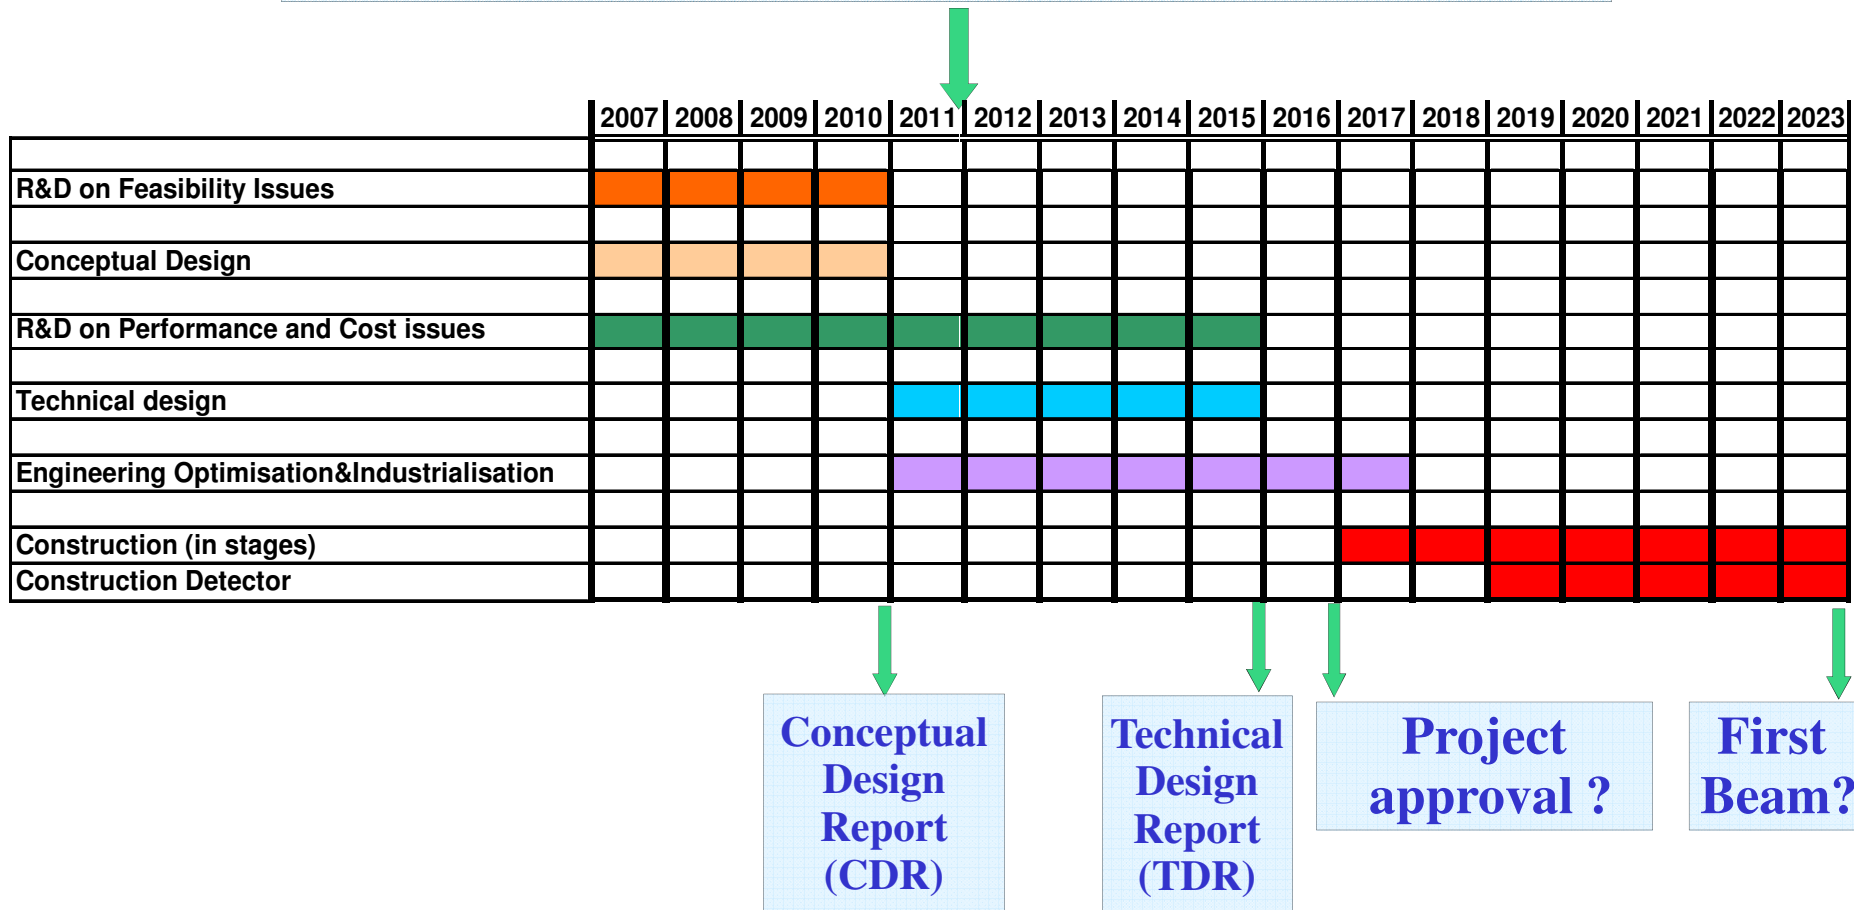 2007 2008 2009 2010 2011 2012 2013 2014 2015 2016 2017 2018 2019 2020 2021 2022 2023
R&D on Feasibility Issues
Conceptual Design
R&D on Performance and Cost issues
Technical design
Engineering Optimisation&Industrialisation
Construction (in stages)
Construction Detector
Conceptual
Design
Report
(CDR)
Technical
Design
Report
(TDR)
Project
approval ?
First
Beam?